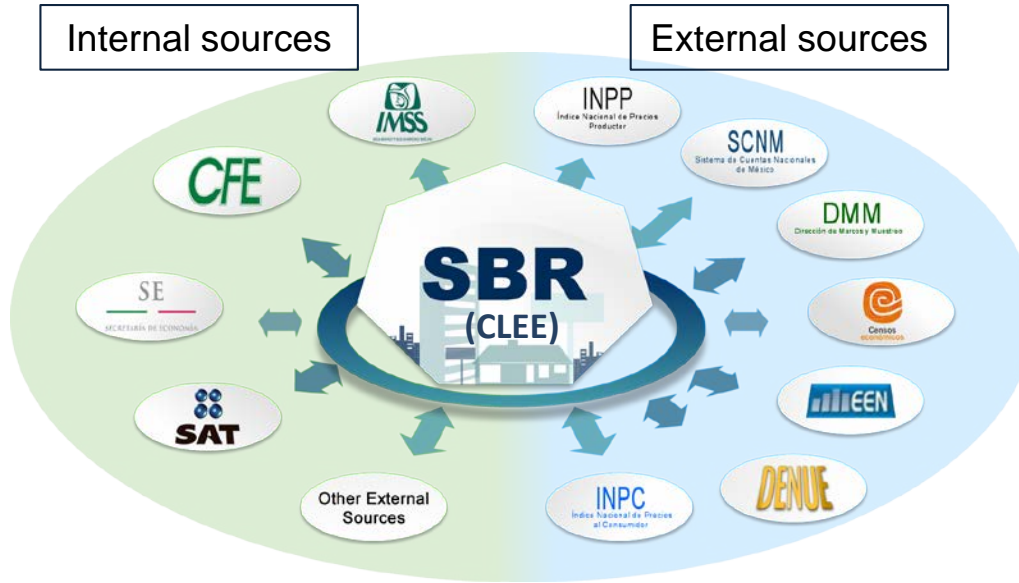 Internal sources
External sources
IMSS
CFE
SE
SECRETARÍA DE ECONOMÍA
SAT
Other External
Sources
SBR
(CLEE)
INPP
Índice Nacional de Precios
Productor
SCNM
Sistema de Cuentas Nacionales
de México
DMM
Dirección de Marcos y Muestreo
Censos
económicos
EEN
DENUE
INPC
Índice Nacional de Precios
al Consumidor